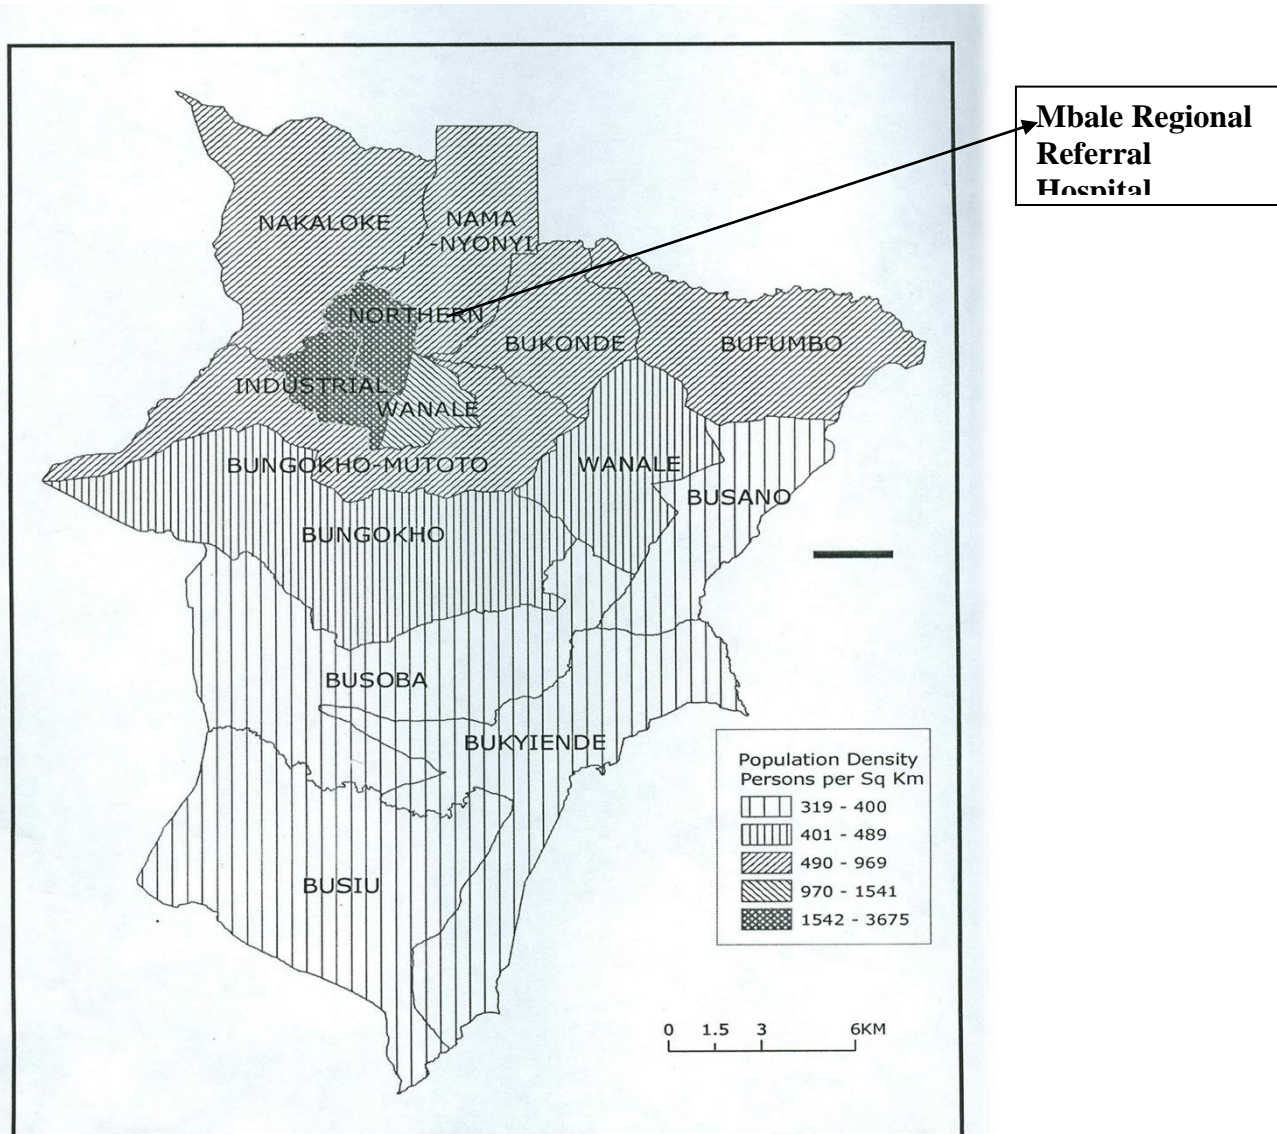 Mbale Regional
Referral
Hospital
NAKALOKE
NAMA
-NYONYI
NORTHERN
BUKONDE
BUFUMBO
INDUSTRIAL
WANALE
BUNGOKHO-MUTOTO
WANALE
BUSANO
BUNGOKHO
BUSOBA
BUKYIENDE
BUSIU
Population Density
Persons per Sq Km
319 - 400
401 - 489
490 - 969
970 - 1541
1542 - 3675
0 1.5 3 6KM